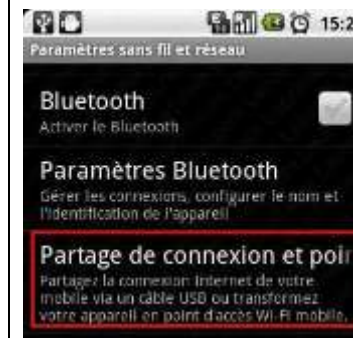 15:2
Paramètres sans fil et réseau
Bluetooth
Activer le Bluetooth
Paramètres Bluetooth
Gérer les connexions, configurer le nom et
l'identification de l'appareil
Partage de connexion et poin
Partagez la connexion Internet de votre
mobile via un câble USB ou transformez
votre appareil en point d'accès Wi-Fi mobile.